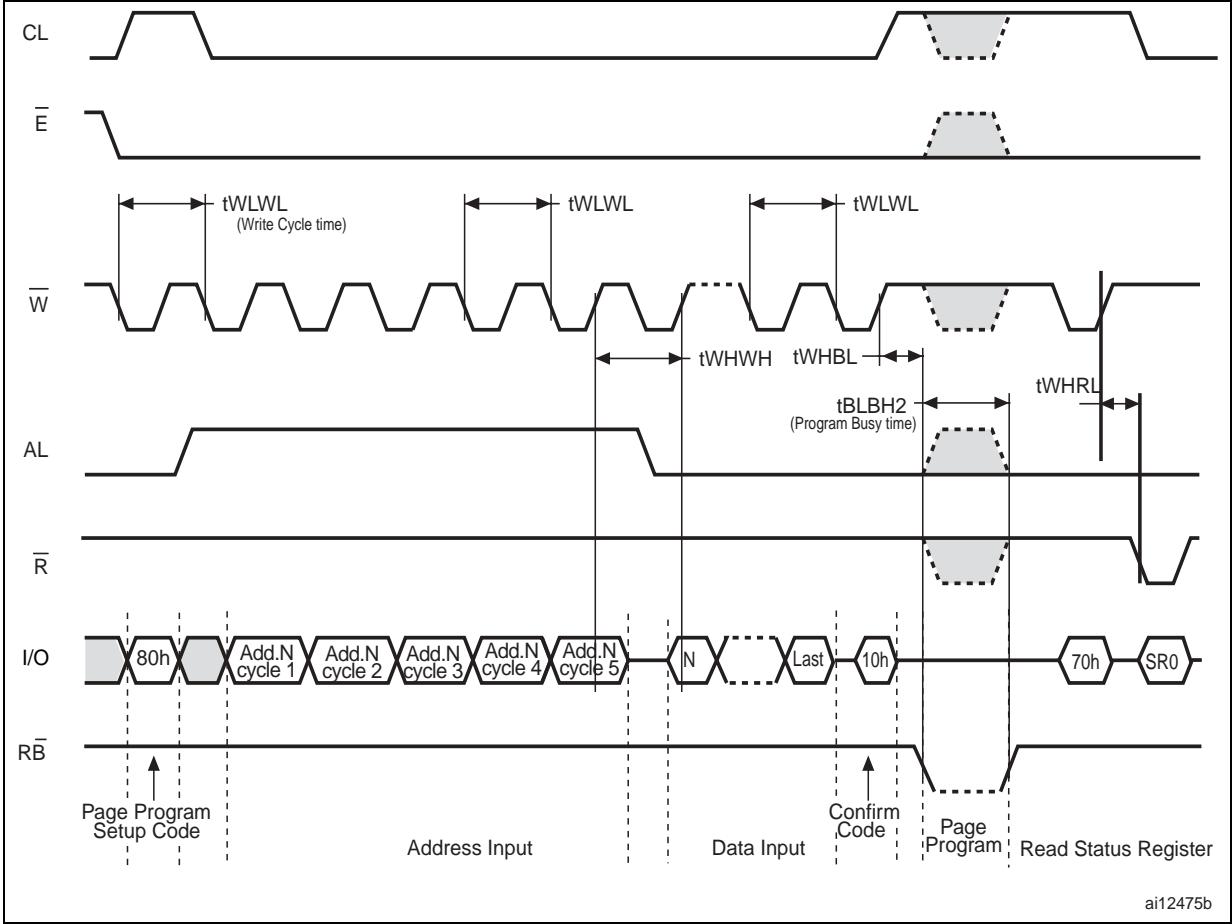 CL
E
tWLWL
(Write Cycle time)
tWLWL
tWLWL
W
tWHWH
tWHBL
tWHRL
tBLBH2
(Program Busy time)
AL
R
I/O
80h
Add.N
cycle 1
Add.N
cycle 2
Add.N
cycle 3
Add.N
cycle 4
Add.N
cycle 5
N
Last
10h
70h
SR0
RB
Page Program
Setup Code
Address Input
Data Input
Confirm
Code
Page
Program
Read Status Register
ai12475b